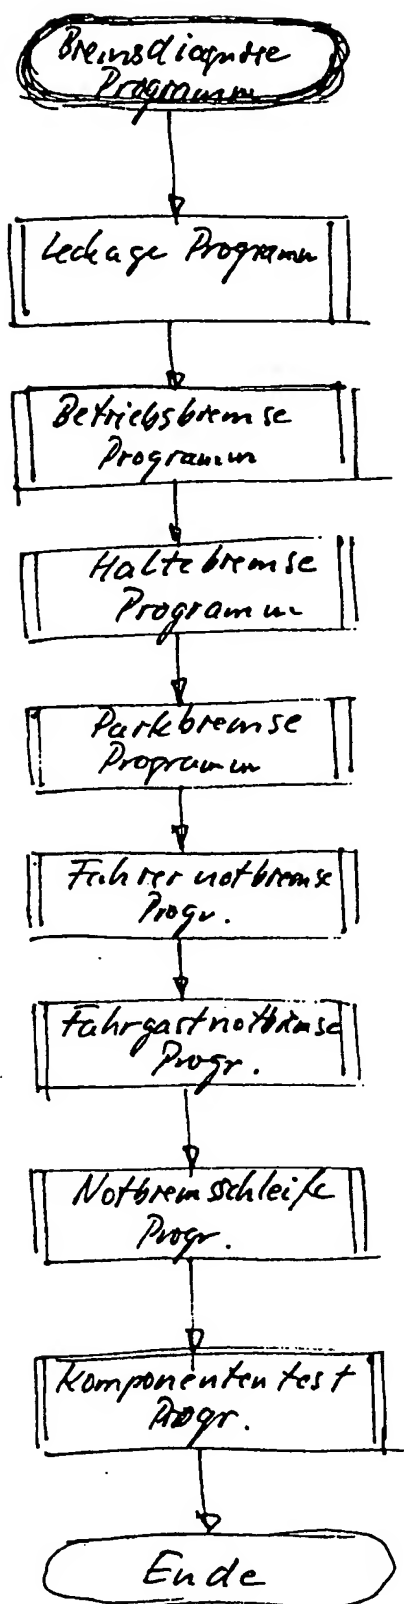 Bremsdiagnose
Programm
Leckage Programm
Betriebsbremse
Programm
Haltebremse
Programm
Parkbremse
Programm
Fahrernotbremse
Progr.
Fahrgastnotbremse
Progr.
Notbremsschleife
Progr.
Komponententest
Progr.
Ende